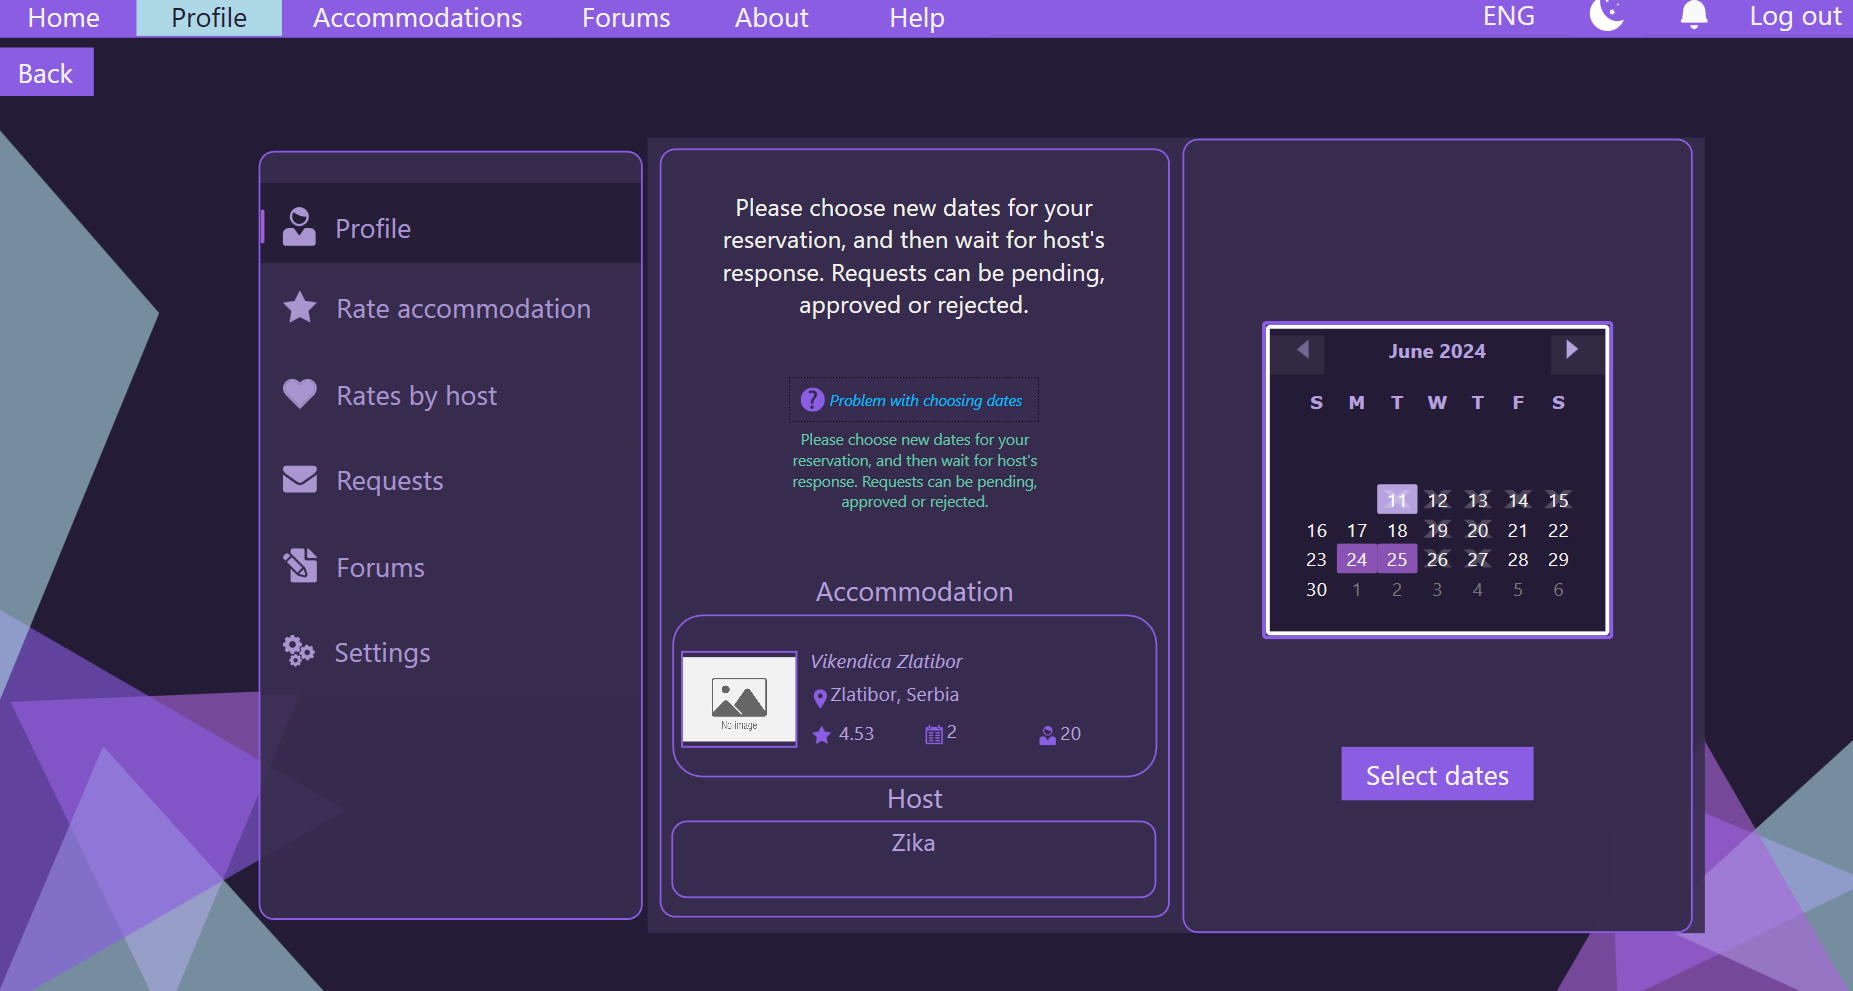 Home Profile Accommodations Forums About Help ENG Log out
Back
Profile
Rate accommodation
Rates by host
Requests
Forums
Settings
Please choose new dates for your
reservation, and then wait for host's
response. Requests can be pending,
approved or rejected.
? Problem with choosing dates
Please choose new dates for your
reservation, and then wait for host's
response. Requests can be pending,
approved or rejected.
Accommodation
No image
Vikendica Zlatibor
Zlatibor, Serbia
4.53 2 20
Host
Zika
June 2024
S M T W T F S
11 12 13 14 15
16 17 18 19 20 21 22
23 24 25 26 27 28 29
30 1 2 3 4 5 6
Select dates